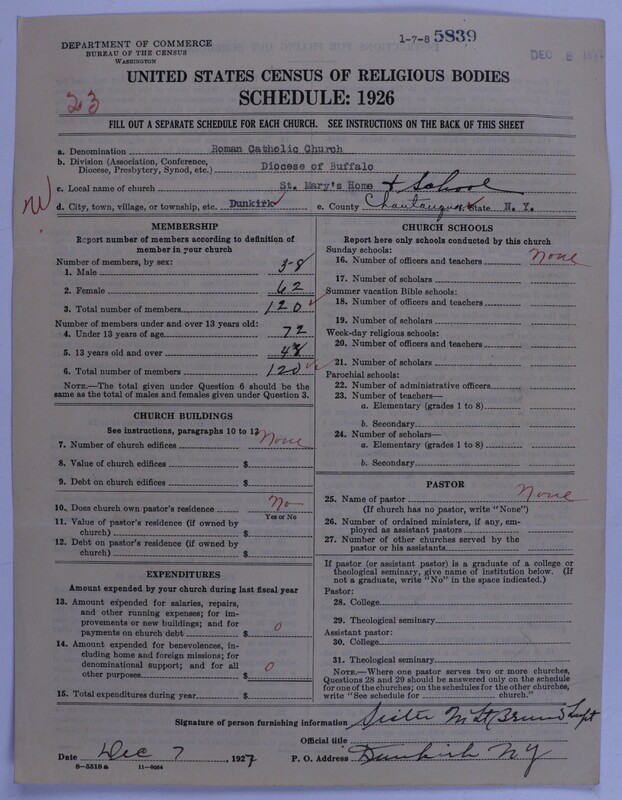 1-7-8 5839
DEPARTMENT OF COMMERCE
BUREAU OF THE CENSUS
WASHINGTON
DEC 8
UNITED STATES CENSUS OF RELIGIOUS BODIES
SCHEDULE: 1926
23
FILL OUT A SEPARATE SCHEDULE FOR EACH CHURCH. SEE INSTRUCTIONS ON THE BACK OF THIS SHEET
a. Denomination Roman Catholic Church
b. Division (Association, Conference, Diocese, Presbytery, Synod, etc.) Diocese of Buffalo
c. Local name of church St. Mary's Home & School
d. City, town, village, or township, etc. Dunkirk e. County Chautauqua f. State N. Y.
MEMBERSHIP
Report number of members according to definition of
member in your church
Number of members, by sex:
1. Male 58
2. Female 62
3. Total number of members 120
Number of members under and over 13 years old:
4. Under 13 years of age 72
5. 13 years old and over 48
6. Total number of members 120
NOTE.—The total given under Question 6 should be the
same as the total of males and females given under Question 3.
CHURCH BUILDINGS
See instructions, paragraphs 10 to 12
7. Number of church edifices None
8. Value of church edifices $
9. Debt on church edifices $
10. Does church own pastor's residence No
Yes or No
11. Value of pastor's residence (if owned by
church) $
12. Debt on pastor's residence (if owned by
church) $
EXPENDITURES
Amount expended by your church during last fiscal year
13. Amount expended for salaries, repairs,
and other running expenses; for im-
provements or new buildings; and for
payments on church debt $ 0
14. Amount expended for benevolences, in-
cluding home and foreign missions; for
denominational support; and for all
other purposes $ 0
15. Total expenditures during year $
CHURCH SCHOOLS
Report here only schools conducted by this church
Sunday schools:
16. Number of officers and teachers None
17. Number of scholars
Summer vacation Bible schools:
18. Number of officers and teachers
19. Number of scholars
Week-day religious schools:
20. Number of officers and teachers
21. Number of scholars
Parochial schools:
22. Number of administrative officers
23. Number of teachers—
a. Elementary (grades 1 to 8)
b. Secondary
24. Number of scholars—
a. Elementary (grades 1 to 8)
b. Secondary
PASTOR
25. Name of pastor None
(If church has no pastor, write "None")
26. Number of ordained ministers, if any, em-
ployed as assistant pastors
27. Number of other churches served by the
pastor or his assistants
If pastor (or assistant pastor) is a graduate of a college or
theological seminary, give name of institution below. (If
not a graduate, write "No" in the space indicated.)
Pastor:
28. College
29. Theological seminary
Assistant pastor:
30. College
31. Theological seminary
NOTE.—Where one pastor serves two or more churches,
Questions 28 and 29 should be answered only on the schedule
for one of the churches; on the schedules for the other churches,
write "See schedule for church."
Signature of person furnishing information Sister M St Supt
Official title
Date Dec 7, 1927 P. O. Address Dunkirk NY
8-5518a 11-9054